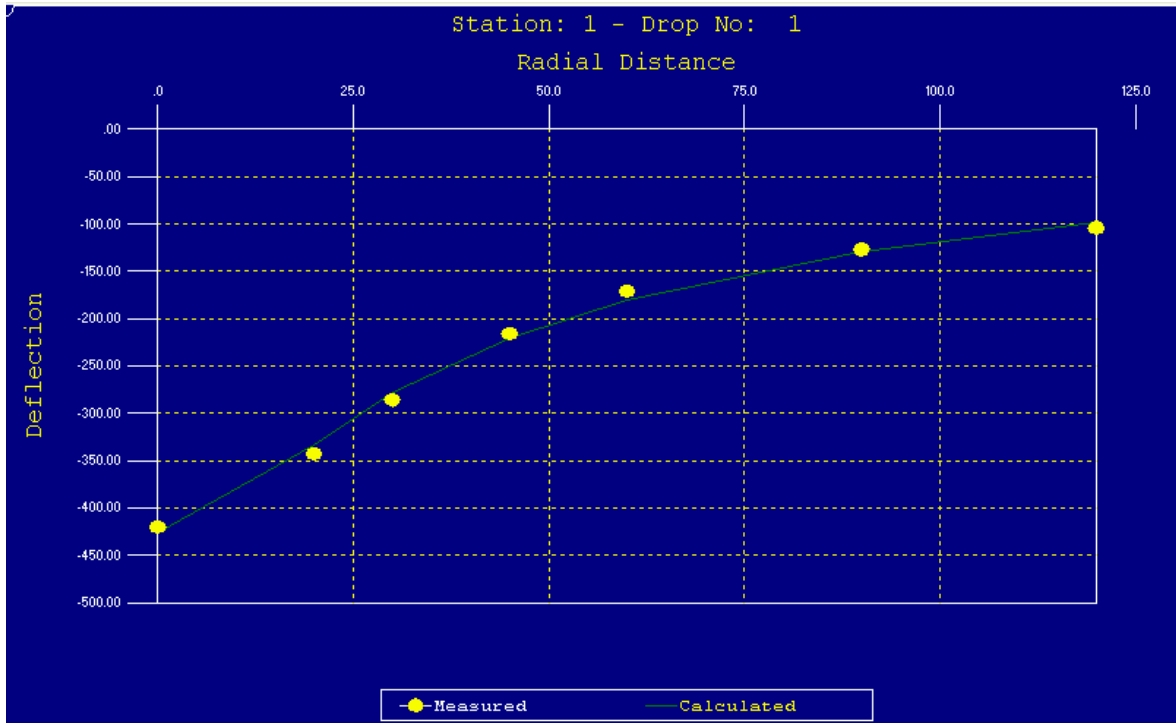 Station: 1 - Drop No: 1
Radial Distance
.0 25.0 50.0 75.0 100.0 125.0
.00
-50.00
-100.00
-150.00
-200.00
-250.00
-300.00
-350.00
-400.00
-450.00
-500.00
Deflection
Measured Calculated